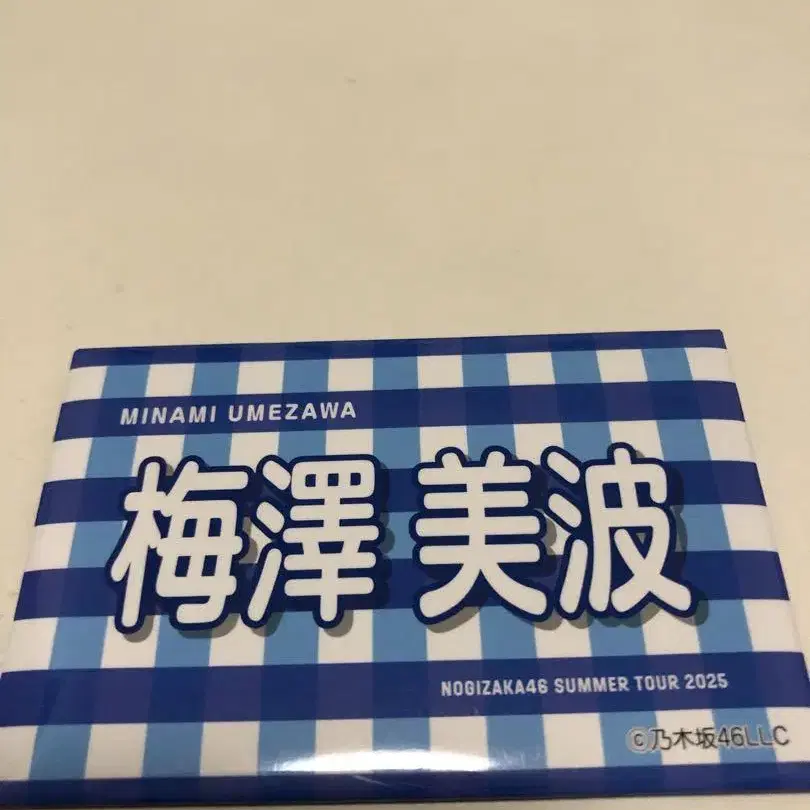 MINAMI UMEZAWA
梅澤 美波
NOGIZAKA46 SUMMER TOUR 2025
©乃木坂46LLC